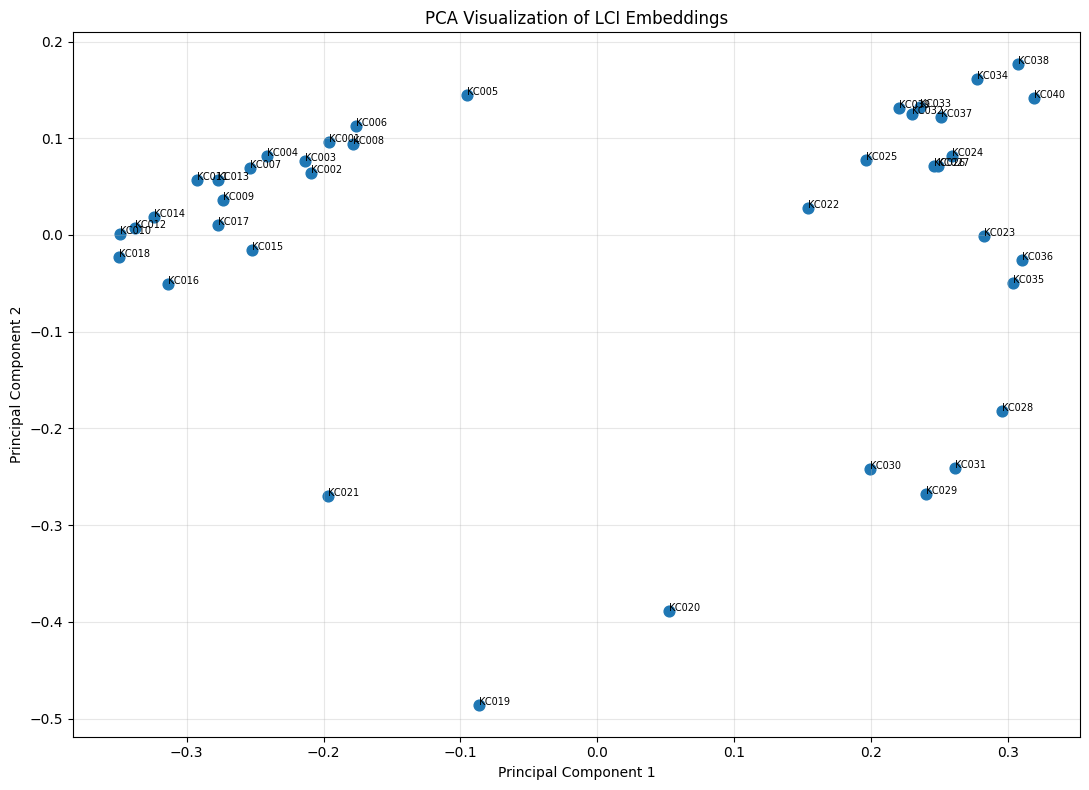 PCA Visualization of LCI Embeddings
0.2
0.1
0.0
−0.1
−0.2
−0.3
−0.4
−0.5
Principal Component 2
KC038
KC034
KC005
KC040
KC033
KC032
KC037
KC006
KC001
KC008
KC004
KC003
KC024
KC025
KC007
KC002
KC013
KC009
KC022
KC014
KC017
KC012
KC010
KC023
KC015
KC018
KC036
KC016
KC035
KC028
KC030
KC031
KC021
KC029
KC020
KC019
−0.3
−0.2
−0.1
0.0
0.1
0.2
0.3
Principal Component 1